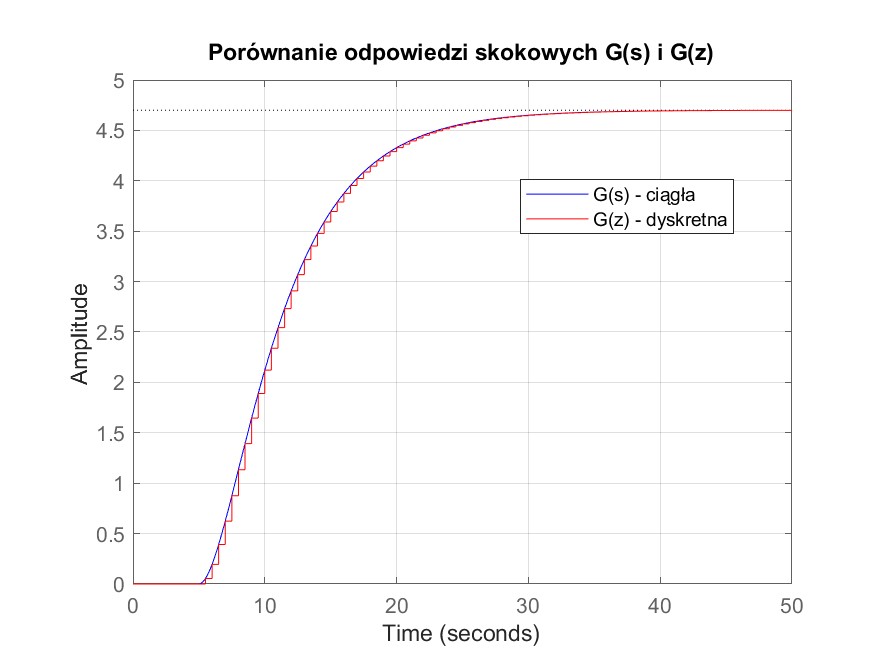 Porównanie odpowiedzi skokowych G(s) i G(z)
5
4.5
4
3.5
3
2.5
2
1.5
1
0.5
0
Amplitude
G(s) - ciągła
G(z) - dyskretna
0 10 20 30 40 50
Time (seconds)